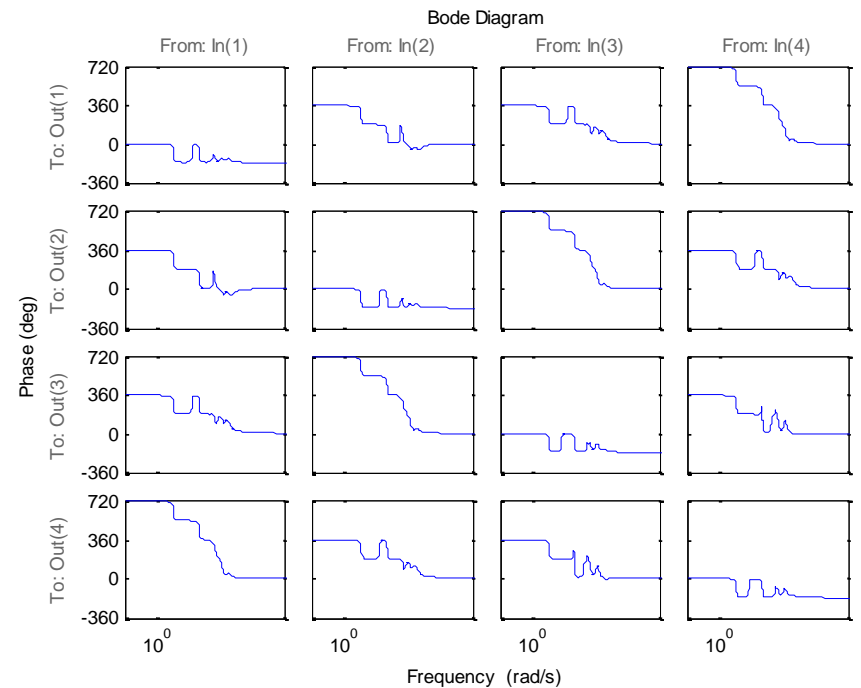 Bode Diagram
From: In(1) From: In(2) From: In(3) From: In(4)
To: Out(1)
720
360
0
-360
To: Out(2)
720
360
0
-360
Phase (deg)
To: Out(3)
720
360
0
-360
To: Out(4)
720
360
0
-360
10^0 10^0 10^0 10^0
Frequency (rad/s)